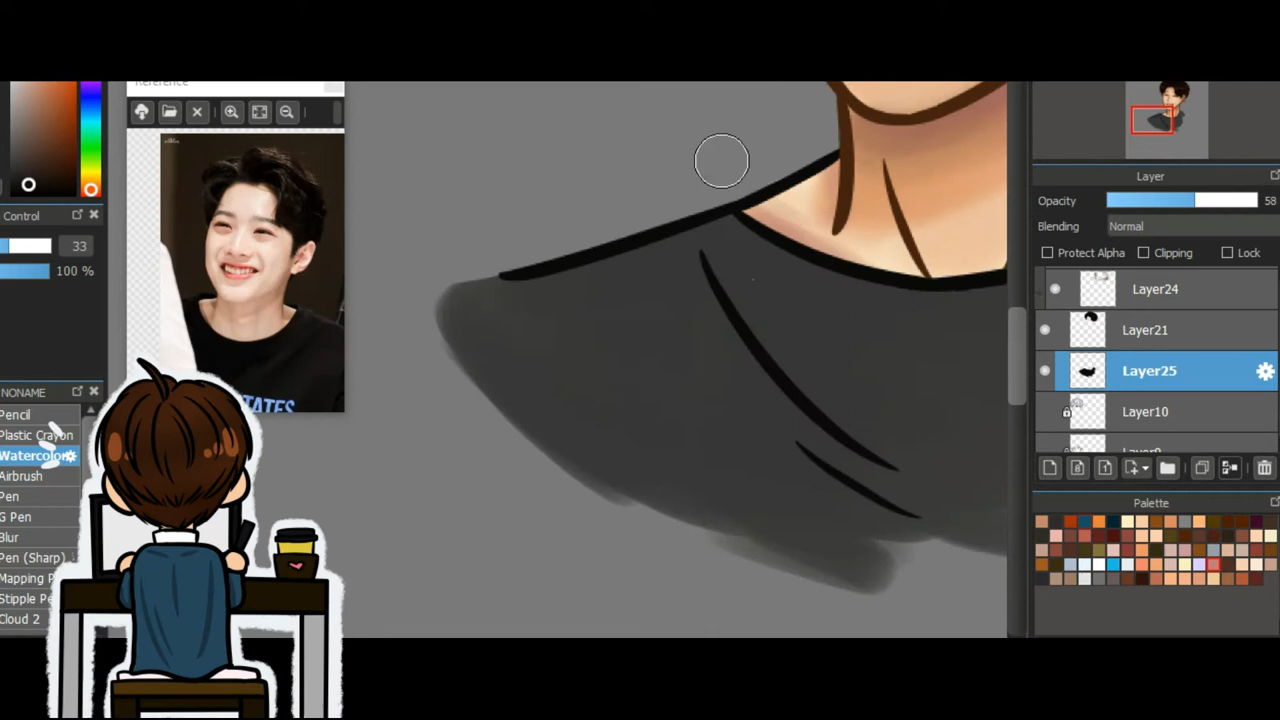 Reference
Control
33
100 %
NONAME
Pencil
Plastic Crayon
Watercolor
Airbrush
Pen
G Pen
Blur
Pen (Sharp)
Mapping P
Stipple Pe
Cloud 2
TATES
Layer
Opacity
58
Blending
Normal
Protect Alpha
Clipping
Lock
Layer24
Layer21
Layer25
Layer10
Palette